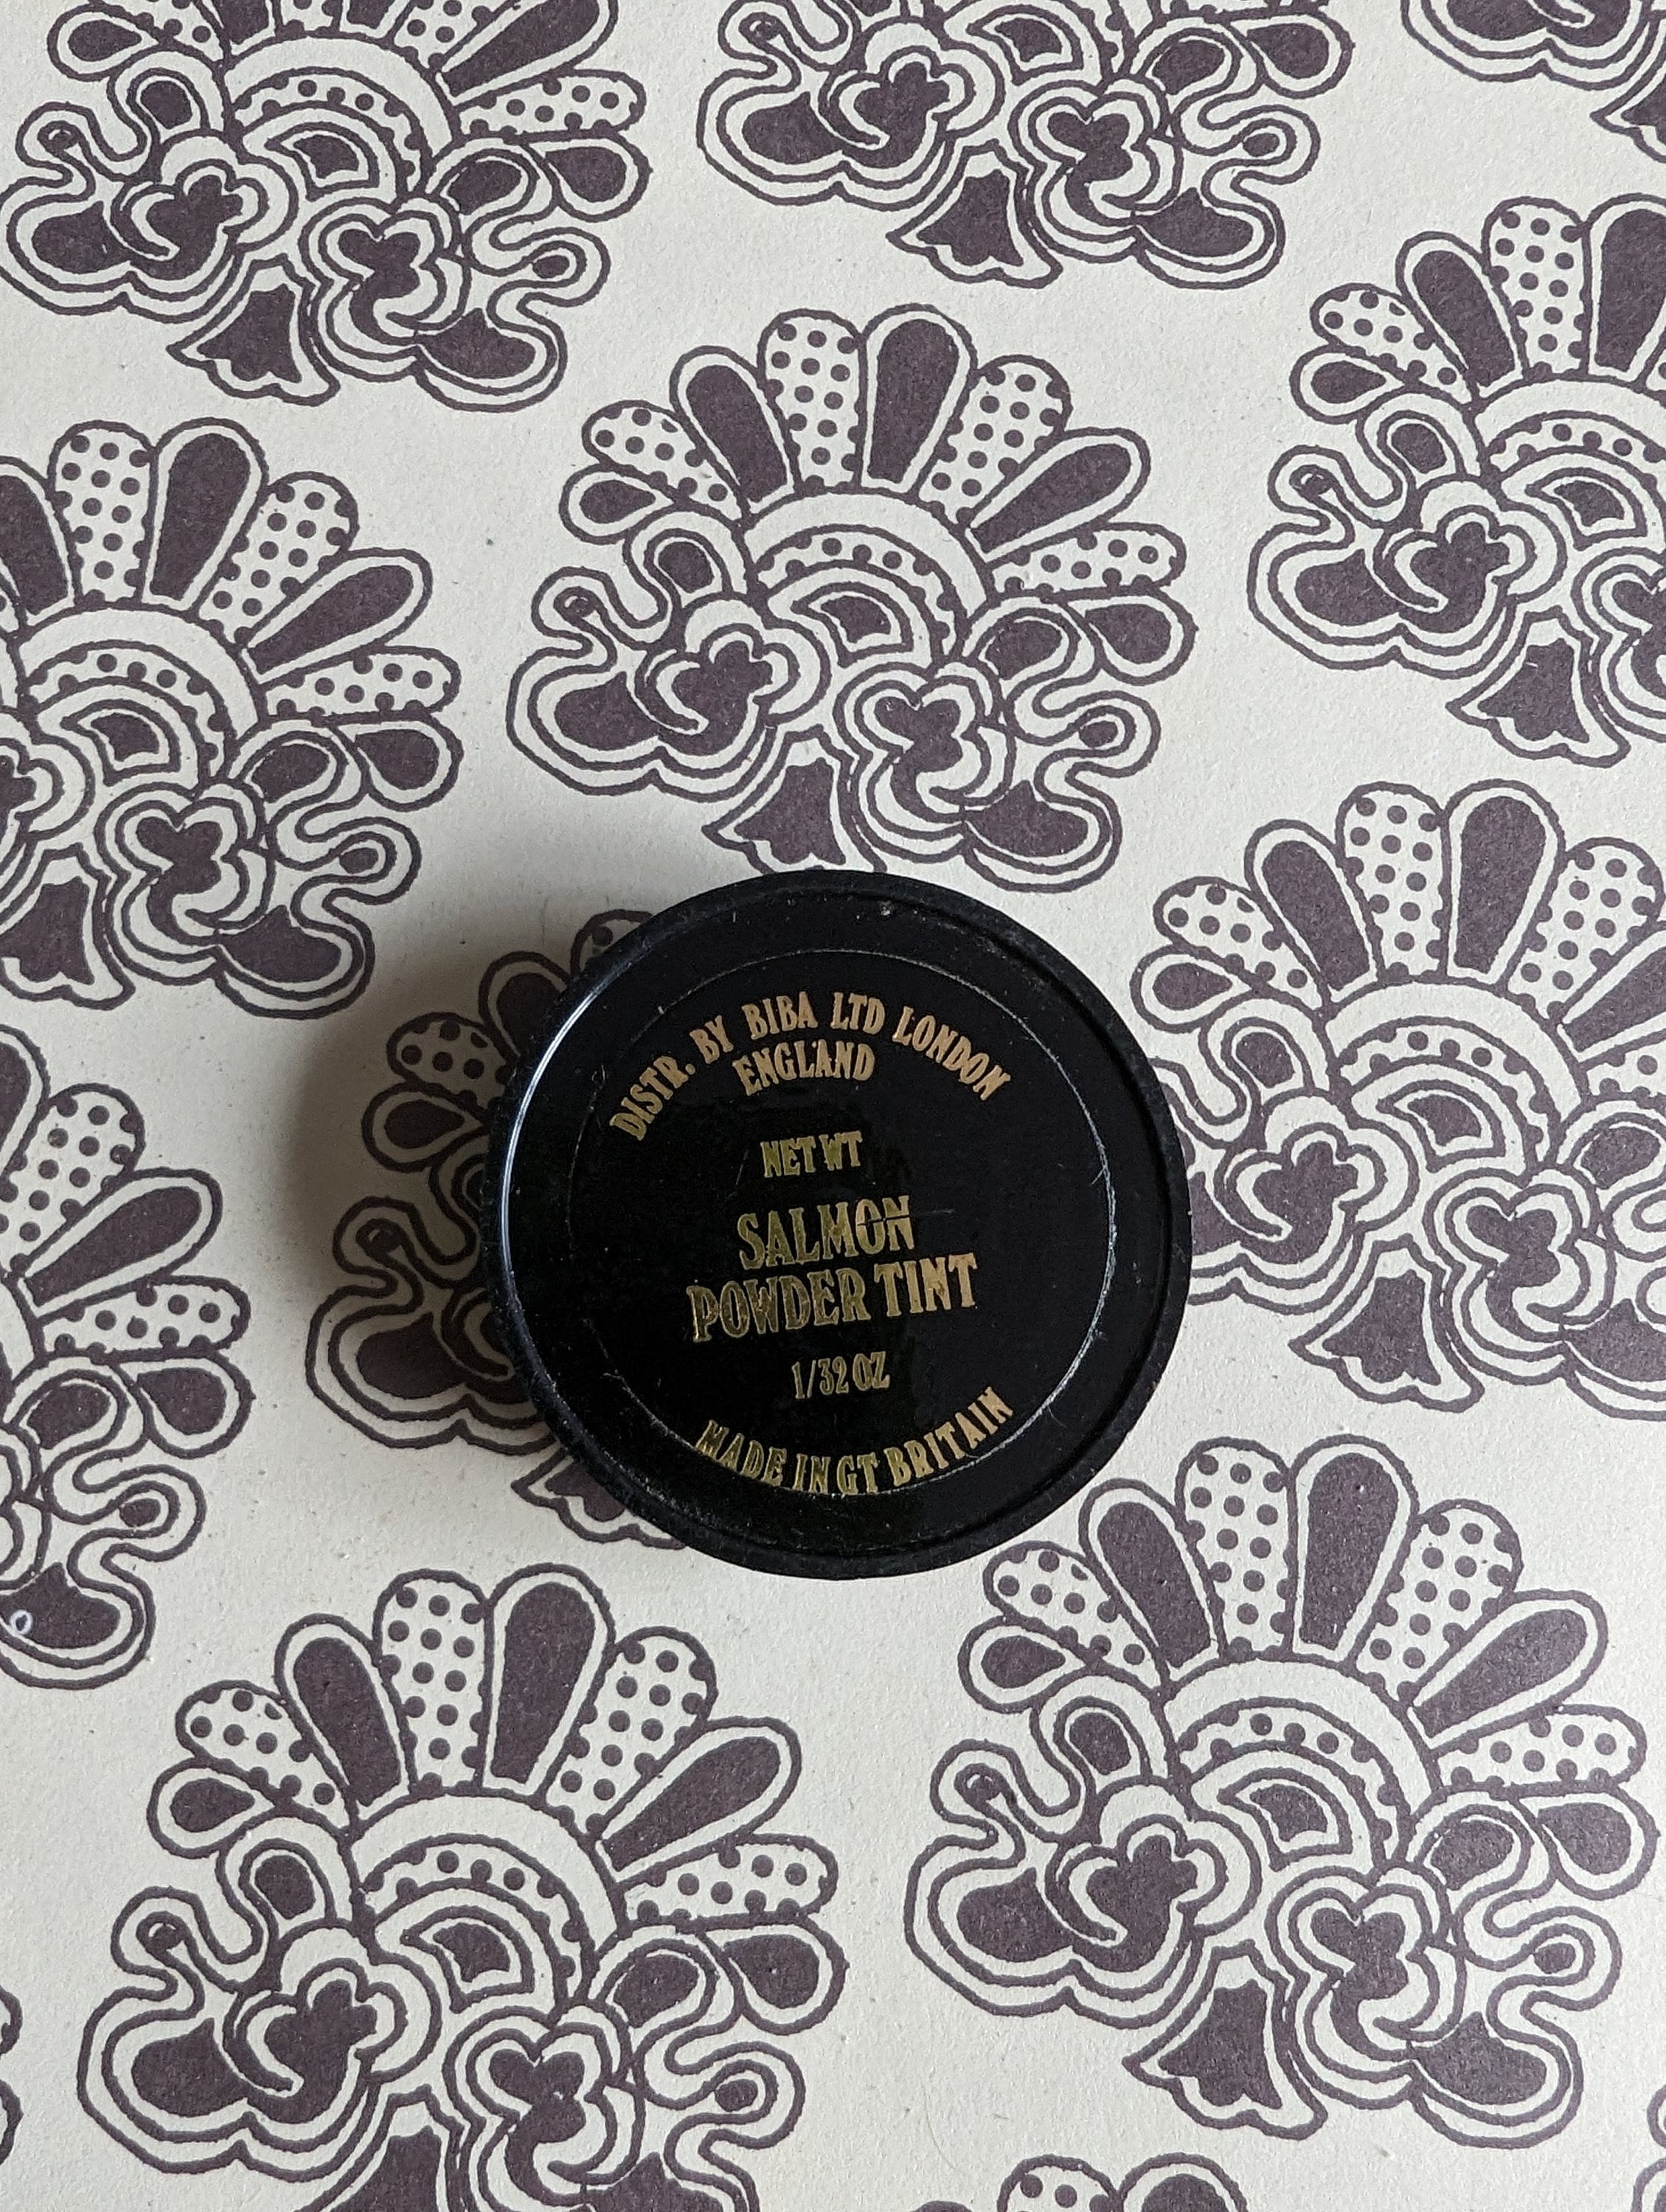 DISTR. BY BIBA LTD LONDON
ENGLAND
NET WT
SALMON
POWDER TINT
1/32 OZ
MADE IN GT BRITAIN